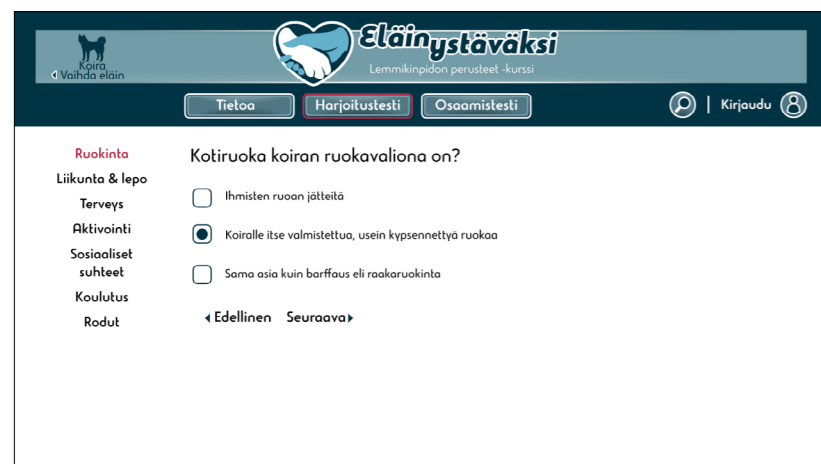 Eläinystäväksi
Lemmikinpidon perusteet -kurssi
Koira
Vaihda eläin
Tietoa
Harjoitustesti
Osaamistesti
| Kirjaudu
Ruokinta
Liikunta & lepo
Terveys
Aktivointi
Sosiaaliset
suhteet
Koulutus
Rodut
Kotiruoka koiran ruokavaliona on?
Ihmisten ruoan jätteitä
Koiralle itse valmistettua, usein kypsennettyä ruokaa
Sama asia kuin barffaus eli raakaruokinta
Edellinen Seuraava